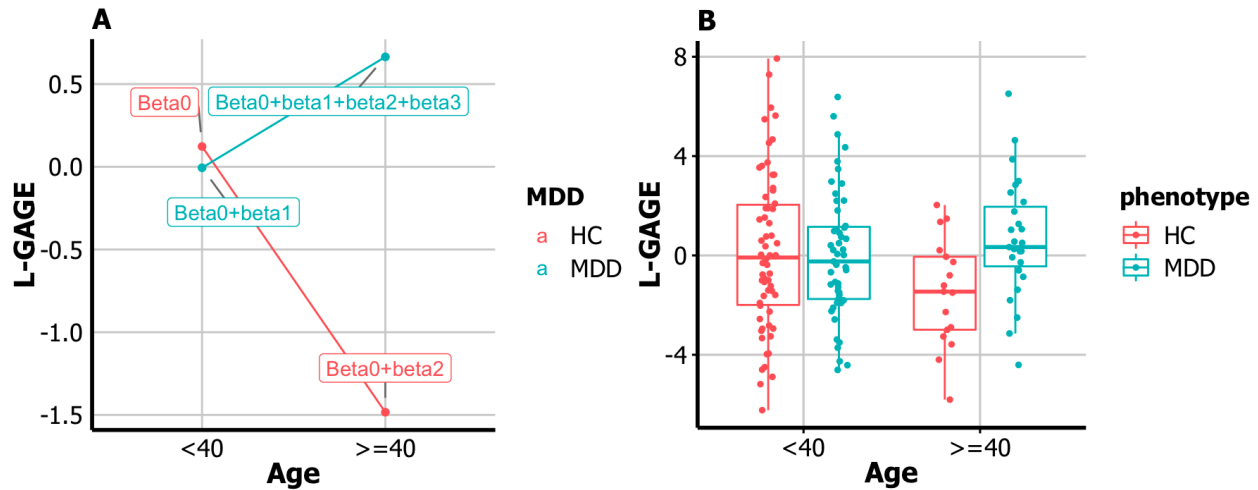 A
L-GAGE
0.5
0.0
-0.5
-1.0
-1.5
Beta0
Beta0+beta1+beta2+beta3
Beta0+beta1
Beta0+beta2
<40
>=40
Age
MDD
a HC
a MDD
B
L-GAGE
8
4
0
-4
<40
>=40
Age
phenotype
HC
MDD